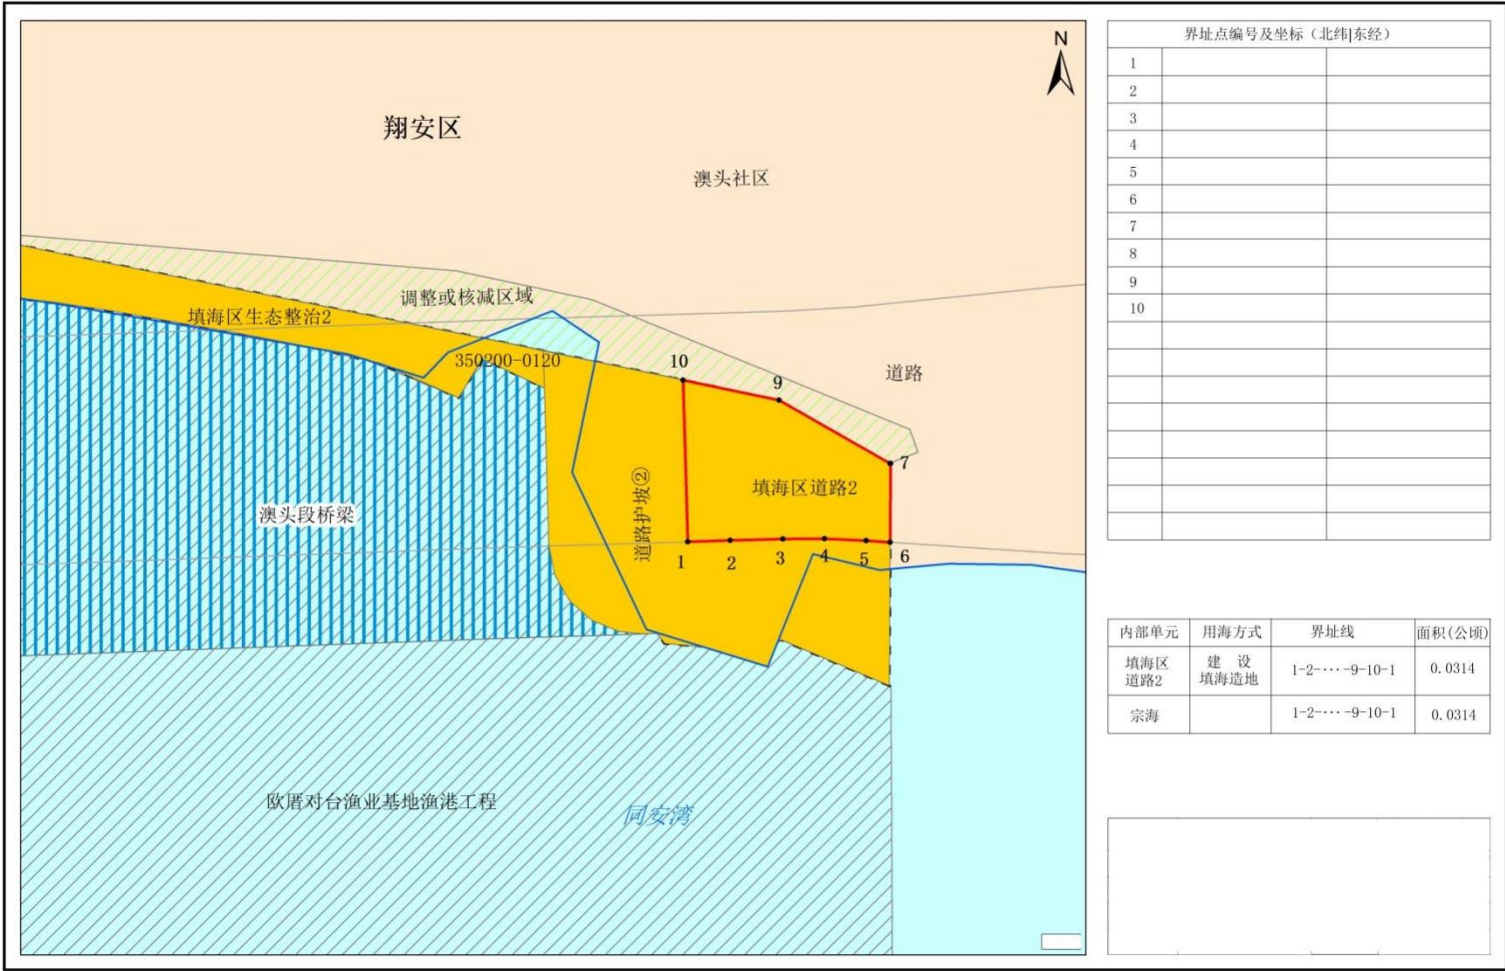 N
翔安区
澳头社区
调整或核减区域
填海区生态整治2
350200-0120
10
9
道路
7
填海区道路2
道路护坡②
澳头段桥梁
1
2
3
4
5
6
欧厝对台渔业基地渔港工程
同安湾
界址点编号及坐标（北纬|东经）
1
2
3
4
5
6
7
8
9
10
内部单元 用海方式 界址线 面积(公顷)
填海区 建 设
道路2 填海造地 1-2-···-9-10-1 0.0314
宗海 1-2-···-9-10-1 0.0314